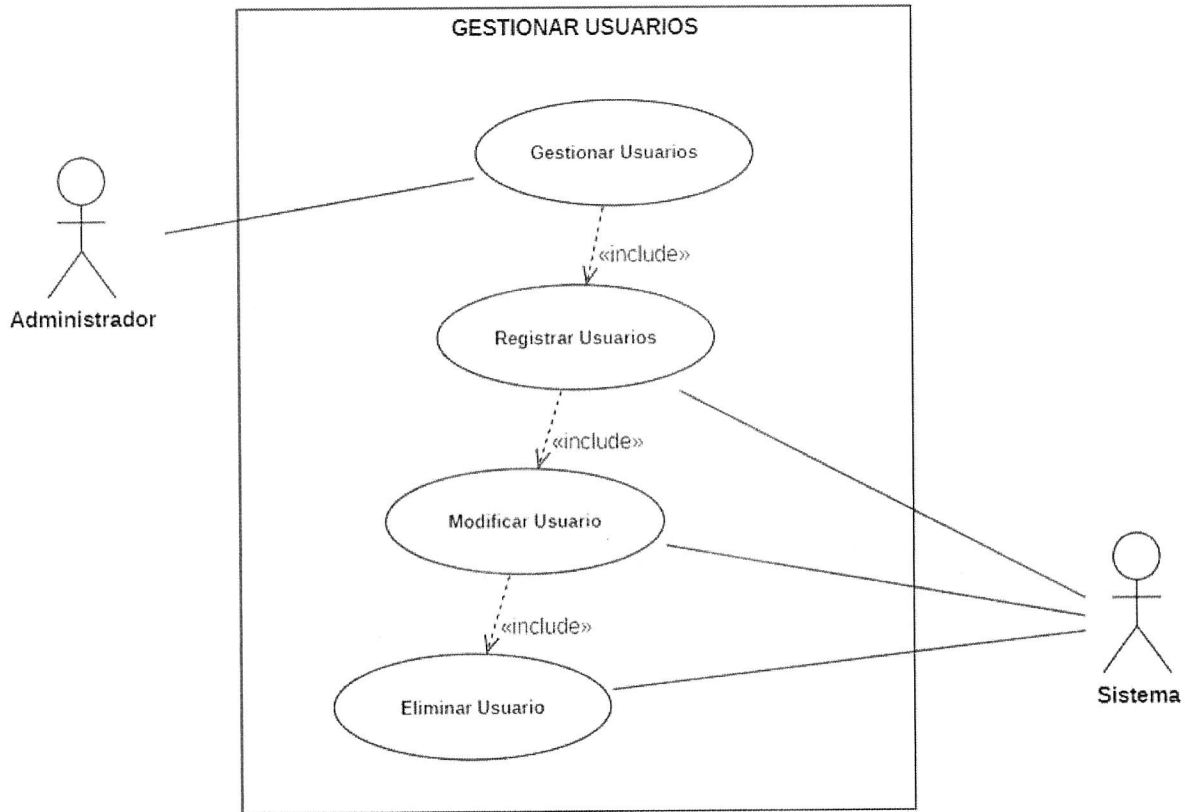 GESTIONAR USUARIOS
Gestionar Usuarios
«include»
Administrador
Registrar Usuarios
«include»
Modificar Usuario
«include»
Eliminar Usuario
Sistema